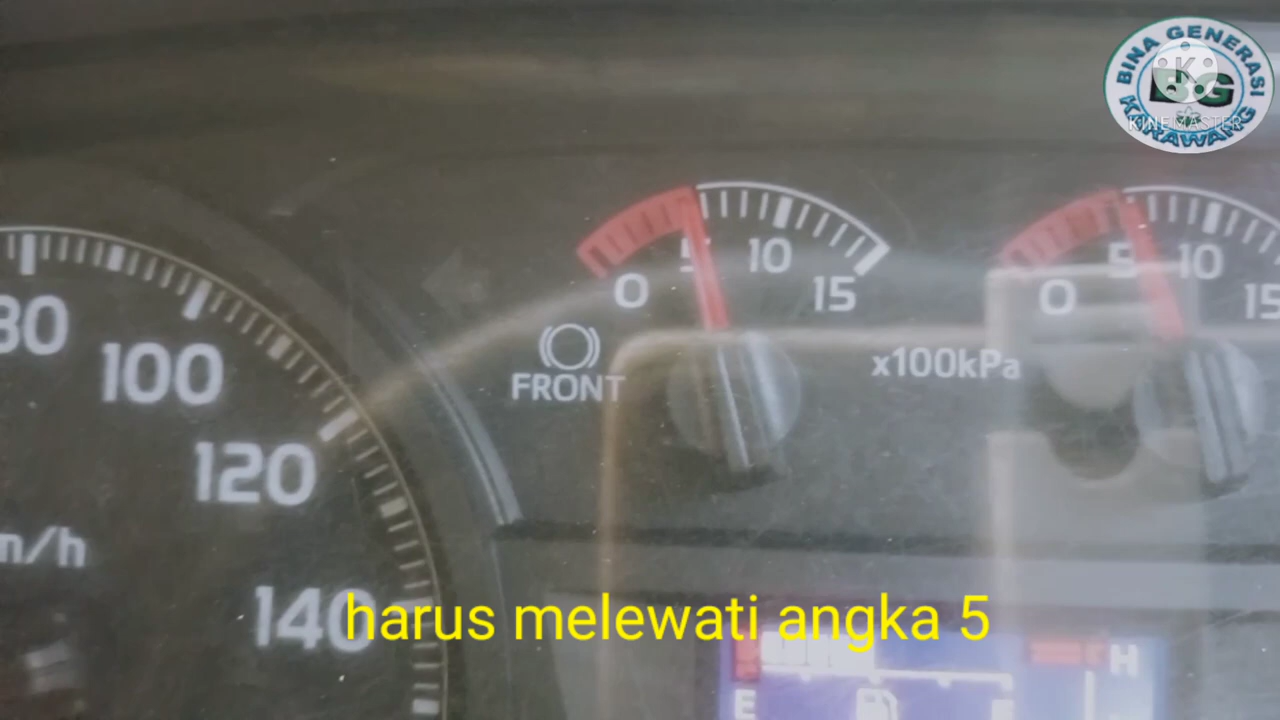 BINA GENERASI
BG
KARAWANG
KINEMASTER
0
5
10
15
0
5
10
15
FRONT
x100kPa
80
100
120
140
harus melewati angka 5
H
E